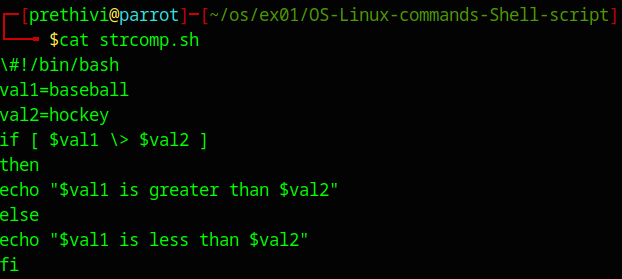 ┌─[prethivi@parrot]─[~/os/ex01/OS-Linux-commands-Shell-script]
└──╼ $cat strcomp.sh
\#!/bin/bash
val1=baseball
val2=hockey
if [ $val1 \> $val2 ]
then
echo "$val1 is greater than $val2"
else
echo "$val1 is less than $val2"
fi